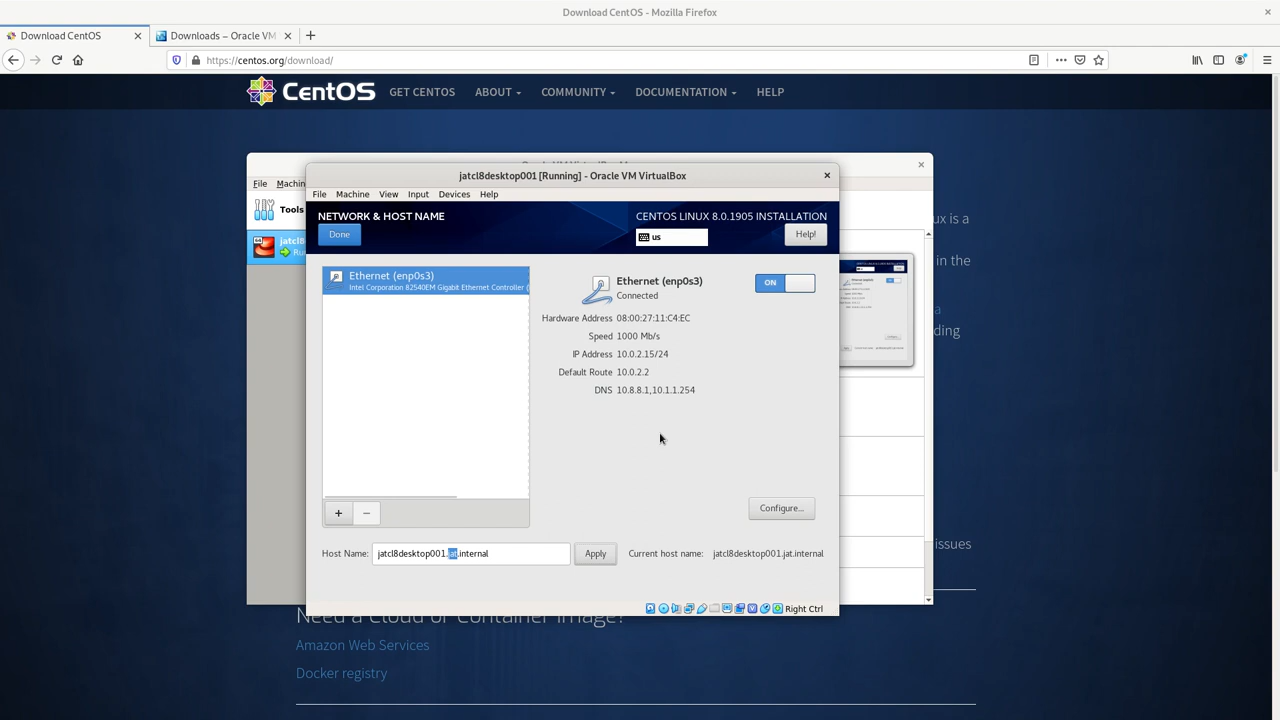 Download CentOS - Mozilla Firefox
Download CentOS
Downloads – Oracle VM
https://centos.org/download/
CentOS GET CENTOS ABOUT COMMUNITY DOCUMENTATION HELP
File Machin
Tools
jatcl8
jatcl8desktop001 [Running] - Oracle VM VirtualBox
File Machine View Input Devices Help
NETWORK & HOST NAME
CENTOS LINUX 8.0.1905 INSTALLATION
Done
us
Help!
Ethernet (enp0s3)
Intel Corporation 82540EM Gigabit Ethernet Controller (
Ethernet (enp0s3)
Connected
ON
Hardware Address 08:00:27:11:C4:EC
Speed 1000 Mb/s
IP Address 10.0.2.15/24
Default Route 10.0.2.2
DNS 10.8.8.1,10.1.1.254
+ −
Configure...
Host Name: jatcl8desktop001.jat.internal Apply Current host name: jatcl8desktop001.jat.internal
Right Ctrl
ux is a
in the
a
ding
issues
Need a Cloud or Container Image?
Amazon Web Services
Docker registry